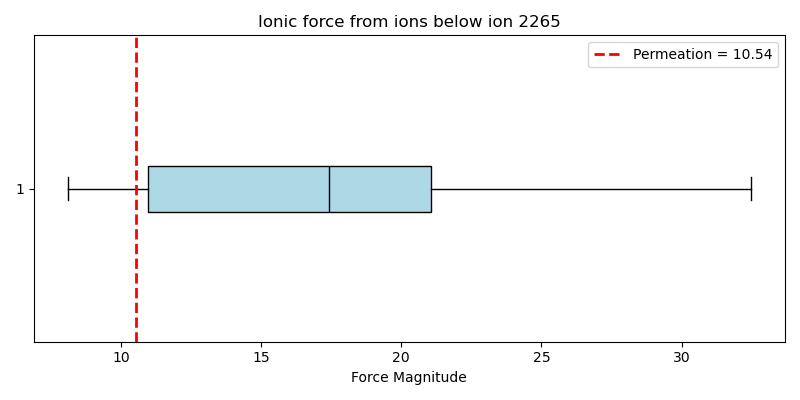 Ionic force from ions below ion 2265
Permeation = 10.54
1
10 15 20 25 30
Force Magnitude